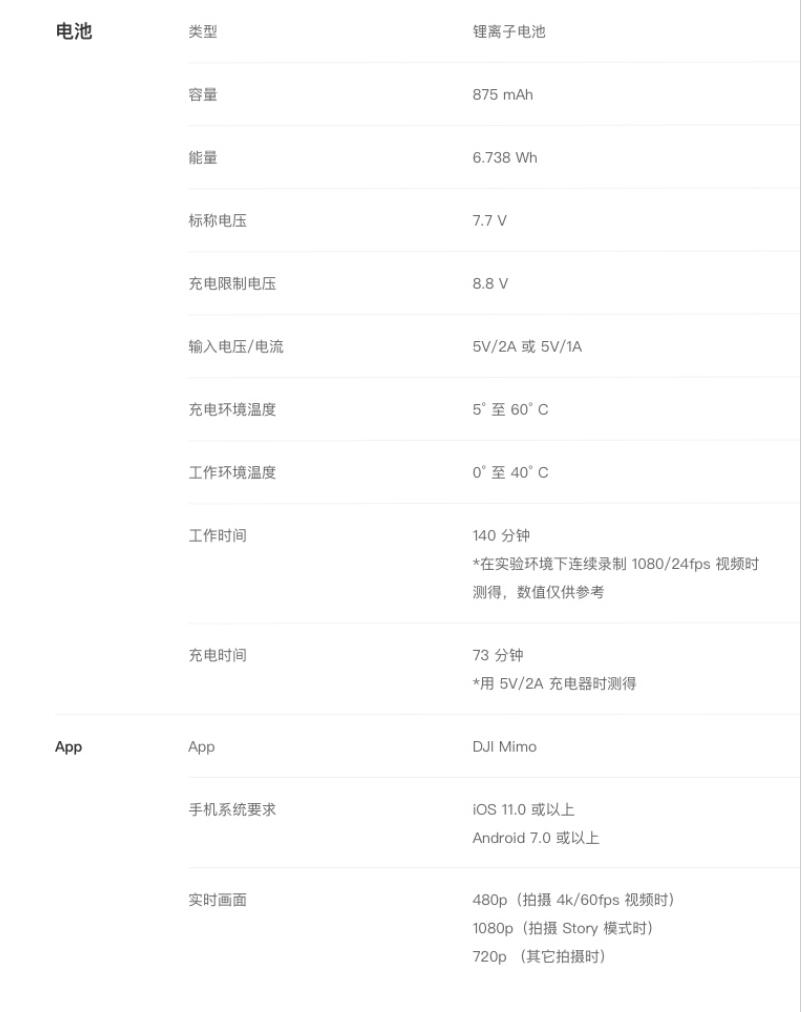 电池 类型 锂离子电池
容量 875 mAh
能量 6.738 Wh
标称电压 7.7 V
充电限制电压 8.8 V
输入电压/电流 5V/2A 或 5V/1A
充电环境温度 5° 至 60° C
工作环境温度 0° 至 40° C
工作时间 140 分钟
*在实验环境下连续录制 1080/24fps 视频时
测得，数值仅供参考
充电时间 73 分钟
*用 5V/2A 充电器时测得
App App DJI Mimo
手机系统要求 iOS 11.0 或以上
Android 7.0 或以上
实时画面 480p（拍摄 4k/60fps 视频时）
1080p（拍摄 Story 模式时）
720p （其它拍摄时）